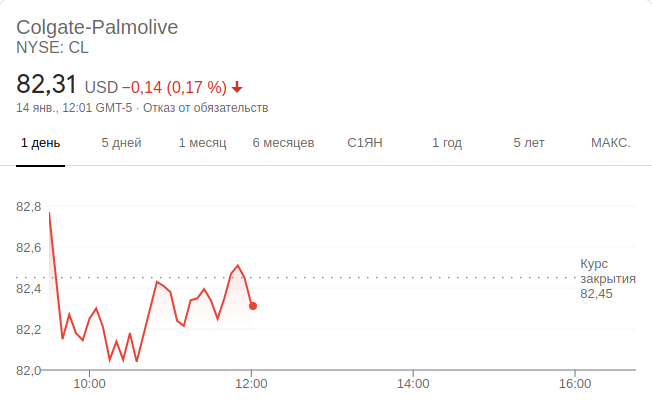 Colgate-Palmolive
NYSE: CL
82,31 USD −0,14 (0,17 %)
14 янв., 12:01 GMT-5 · Отказ от обязательств
1 день 5 дней 1 месяц 6 месяцев С1ЯН 1 год 5 лет МАКС.
82,8
82,6
Курс
закрытия
82,45
82,4
82,2
82,0
10:00 12:00 14:00 16:00